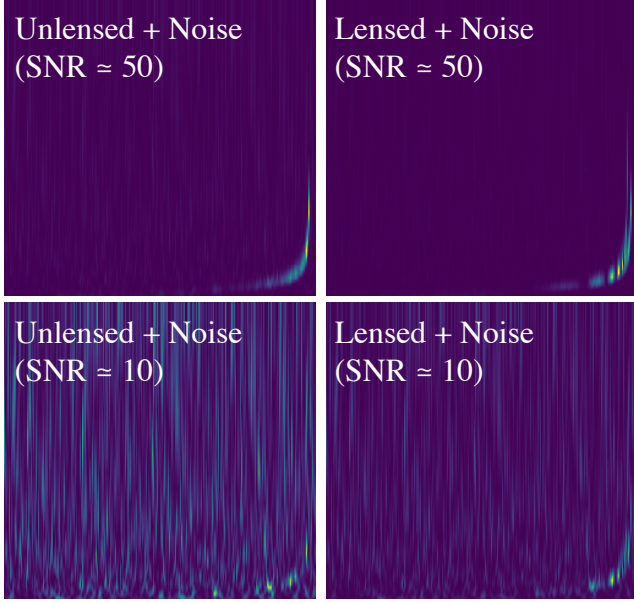 Unlensed + Noise
(SNR ≃ 50)
Lensed + Noise
(SNR ≃ 50)
Unlensed + Noise
(SNR ≃ 10)
Lensed + Noise
(SNR ≃ 10)